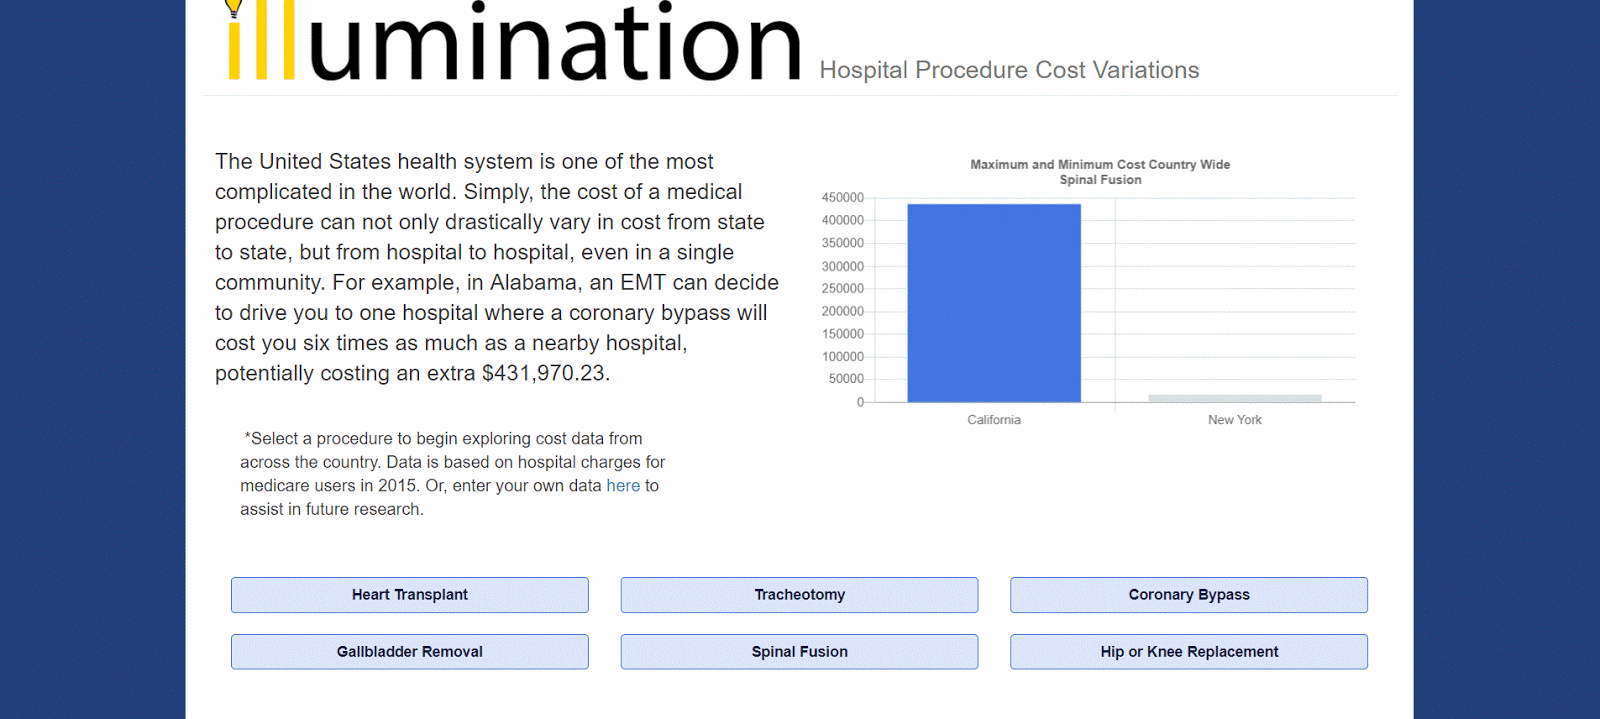 illumination Hospital Procedure Cost Variations
The United States health system is one of the most
complicated in the world. Simply, the cost of a medical
procedure can not only drastically vary in cost from state
to state, but from hospital to hospital, even in a single
community. For example, in Alabama, an EMT can decide
to drive you to one hospital where a coronary bypass will
cost you six times as much as a nearby hospital,
potentially costing an extra $431,970.23.
*Select a procedure to begin exploring cost data from
across the country. Data is based on hospital charges for
medicare users in 2015. Or, enter your own data here to
assist in future research.
Maximum and Minimum Cost Country Wide
Spinal Fusion
450000
400000
350000
300000
250000
200000
150000
100000
50000
0
California New York
Heart Transplant Tracheotomy Coronary Bypass
Gallbladder Removal Spinal Fusion Hip or Knee Replacement